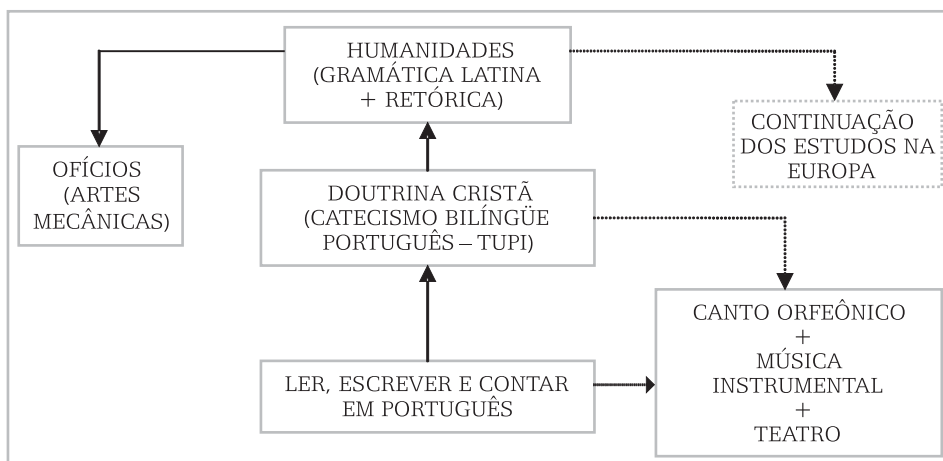 HUMANIDADES
(GRAMÁTICA LATINA
+ RETÓRICA)
OFÍCIOS
(ARTES
MECÂNICAS)
CONTINUAÇÃO
DOS ESTUDOS NA
EUROPA
DOUTRINA CRISTÃ
(CATECISMO BILÍNGÜE
PORTUGUÊS – TUPI)
LER, ESCREVER E CONTAR
EM PORTUGUÊS
CANTO ORFEÔNICO
+
MÚSICA
INSTRUMENTAL
+
TEATRO